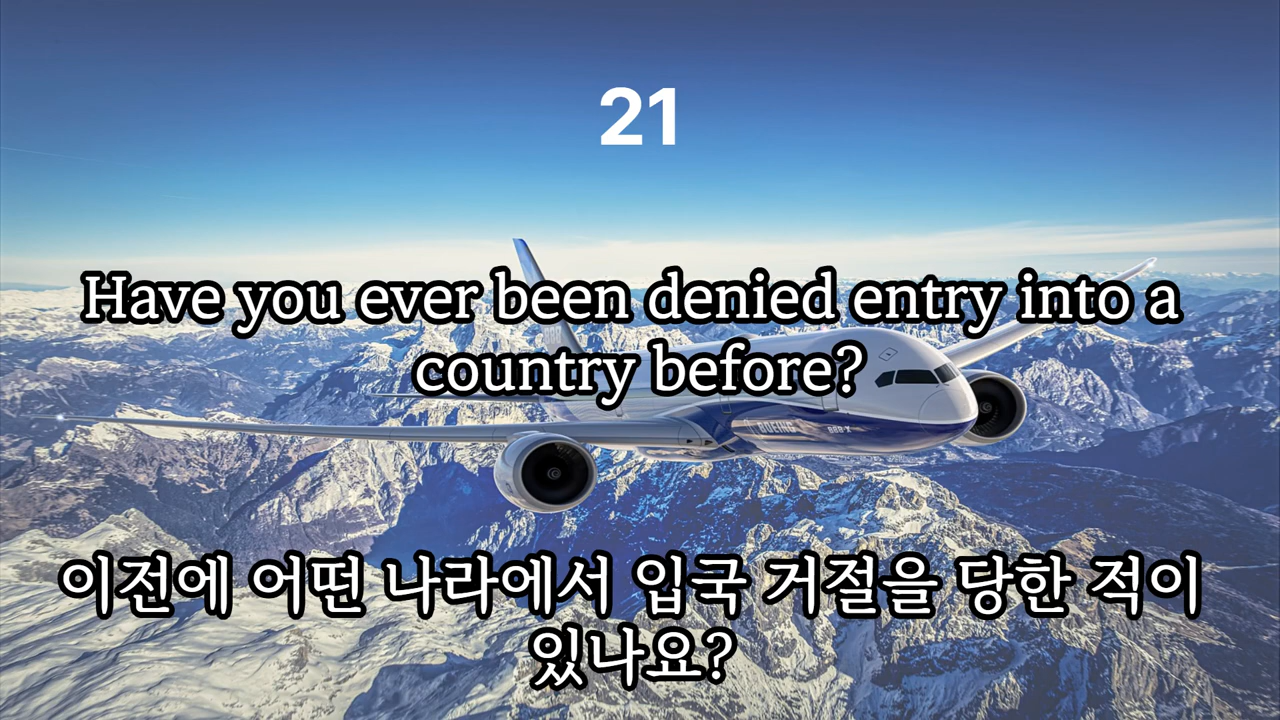 21
Have you ever been denied entry into a
country before?
BOEING
이전에 어떤 나라에서 입국 거절을 당한 적이
있나요?